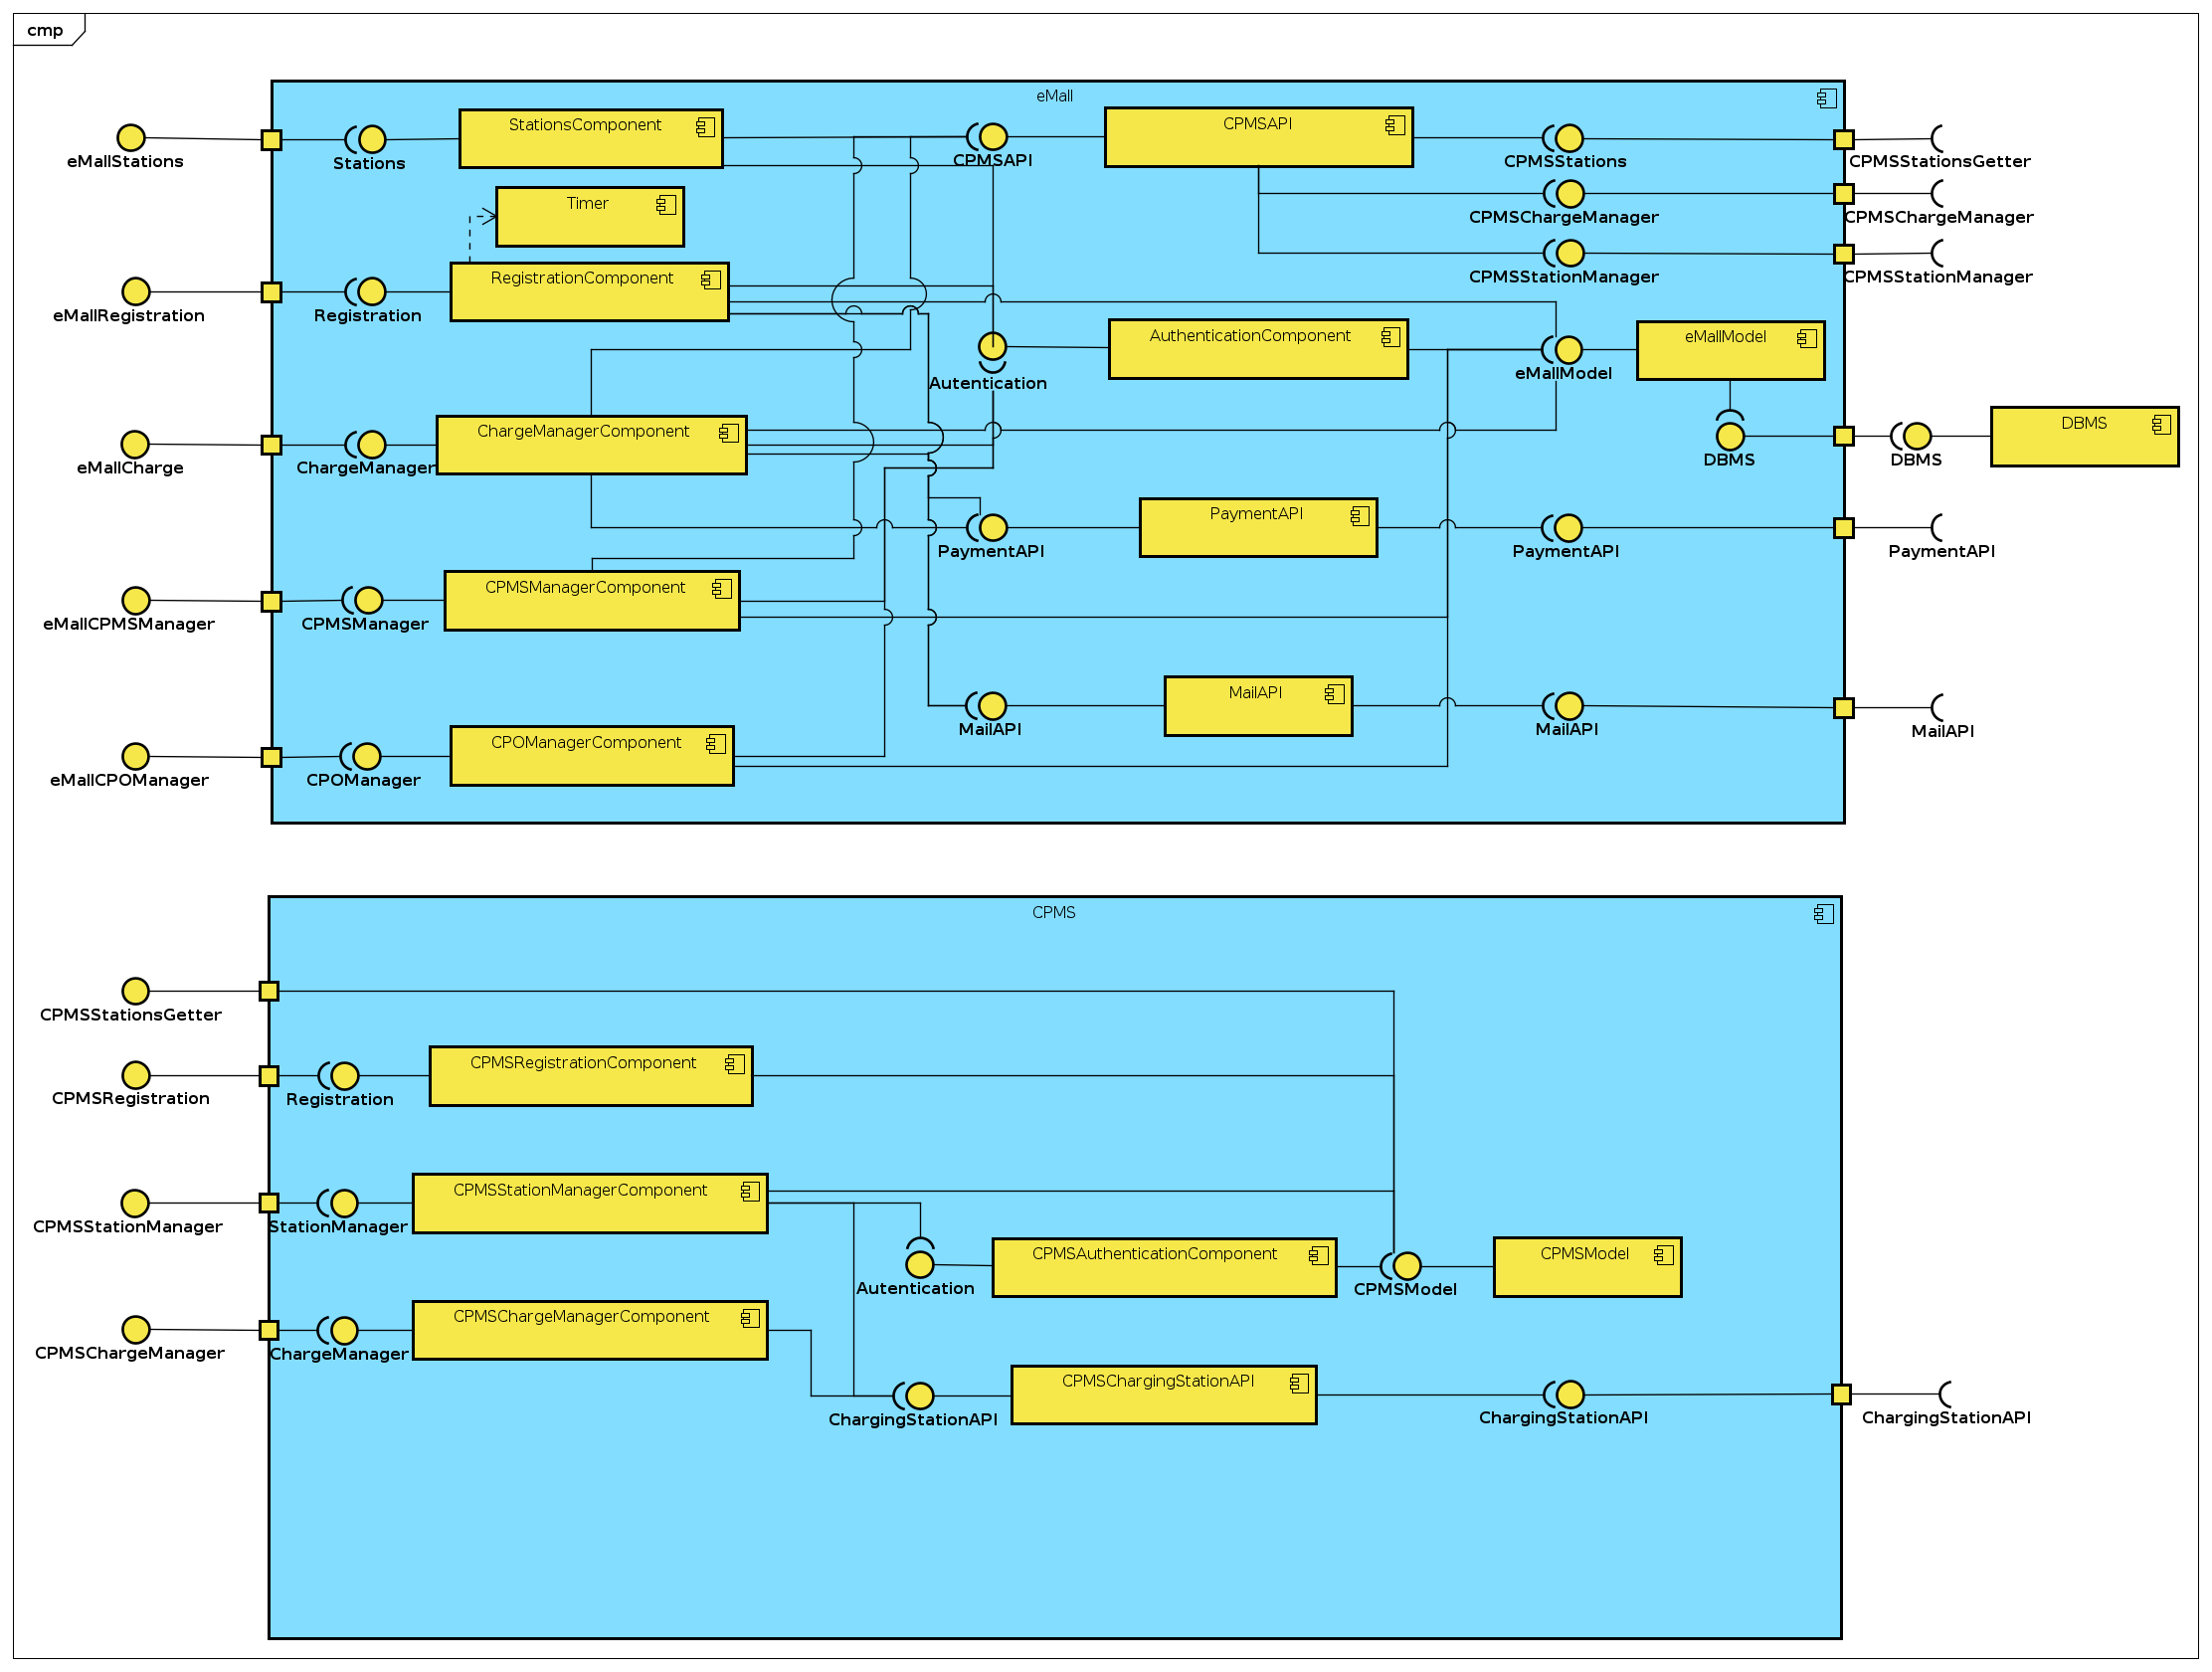 cmp
eMall
StationsComponent
CPMSAPI
eMallStations
Stations
CPMSAPI
CPMSStations
CPMSStationsGetter
Timer
CPMSChargeManager
CPMSChargeManager
RegistrationComponent
CPMSStationManager
CPMSStationManager
eMallRegistration
Registration
AuthenticationComponent
eMallModel
Autentication
eMallModel
ChargeManagerComponent
DBMS
eMallCharge
ChargeManager
DBMS
DBMS
PaymentAPI
PaymentAPI
PaymentAPI
PaymentAPI
CPMSManagerComponent
eMallCPMSManager
CPMSManager
MailAPI
MailAPI
MailAPI
MailAPI
CPOManagerComponent
eMallCPOManager
CPOManager
CPMS
CPMSStationsGetter
CPMSRegistrationComponent
CPMSRegistration
Registration
CPMSStationManagerComponent
CPMSStationManager
StationManager
CPMSAuthenticationComponent
CPMSModel
Autentication
CPMSModel
CPMSChargeManagerComponent
CPMSChargeManager
ChargeManager
CPMSChargingStationAPI
ChargingStationAPI
ChargingStationAPI
ChargingStationAPI